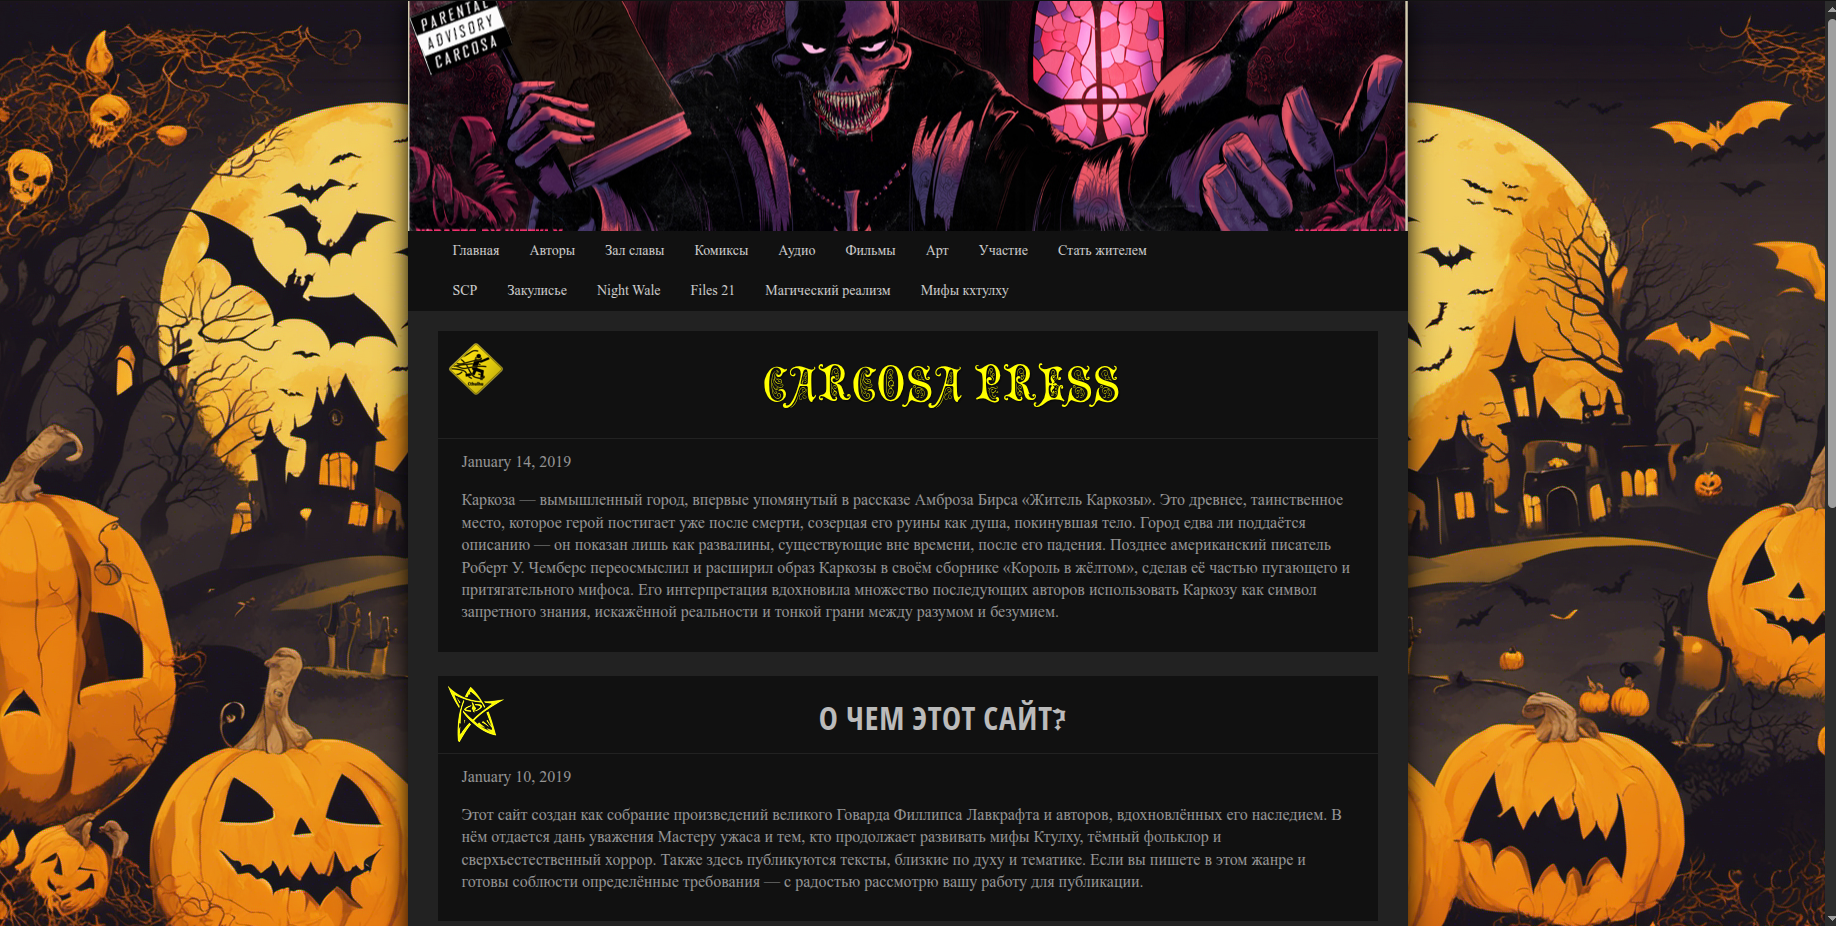 PARENTAL
ADVISORY
CARCOSA
Главная Авторы Зал славы Комиксы Аудио Фильмы Арт Участие Стать жителем
SCP Закулисье Night Wale Files 21 Магический реализм Мифы кхтулху
CARCOSA PRESS
January 14, 2019
Каркоза — вымышленный город, впервые упомянутый в рассказе Амброза Бирса «Житель Каркозы». Это древнее, таинственное
место, которое герой постигает уже после смерти, созерцая его руины как душа, покинувшая тело. Город едва ли поддаётся
описанию — он показан лишь как развалины, существующие вне времени, после его падения. Позднее американский писатель
Роберт У. Чемберс переосмыслил и расширил образ Каркозы в своём сборнике «Король в жёлтом», сделав её частью пугающего и
притягательного мифоса. Его интерпретация вдохновила множество последующих авторов использовать Каркозу как символ
запретного знания, искажённой реальности и тонкой грани между разумом и безумием.
О ЧЕМ ЭТОТ САЙТ?
January 10, 2019
Этот сайт создан как собрание произведений великого Говарда Филлипса Лавкрафта и авторов, вдохновлённых его наследием. В
нём отдается дань уважения Мастеру ужаса и тем, кто продолжает развивать мифы Ктулху, тёмный фольклор и
сверхъестественный хоррор. Также здесь публикуются тексты, близкие по духу и тематике. Если вы пишете в этом жанре и
готовы соблюсти определённые требования — с радостью рассмотрю вашу работу для публикации.